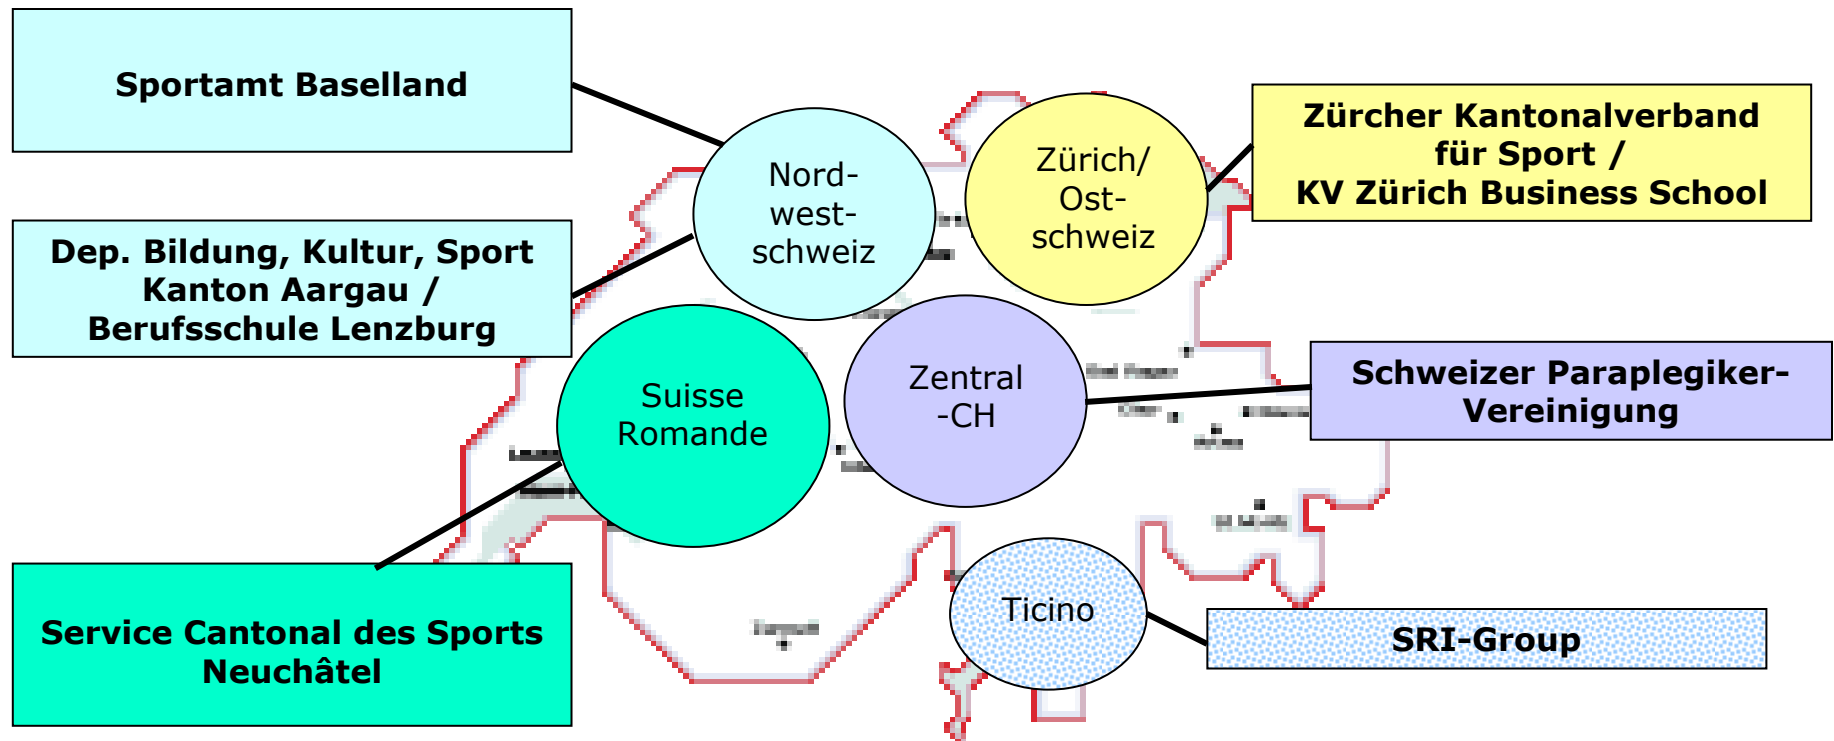 Sportamt Baselland
Dep. Bildung, Kultur, Sport
Kanton Aargau /
Berufsschule Lenzburg
Nord-
west-
schweiz
Zürich/
Ost-
schweiz
Zürcher Kantonalverband
für Sport /
KV Zürich Business School
Suisse
Romande
Zentral
-CH
Schweizer Paraplegiker-
Vereinigung
Service Cantonal des Sports
Neuchâtel
Ticino
SRI-Group